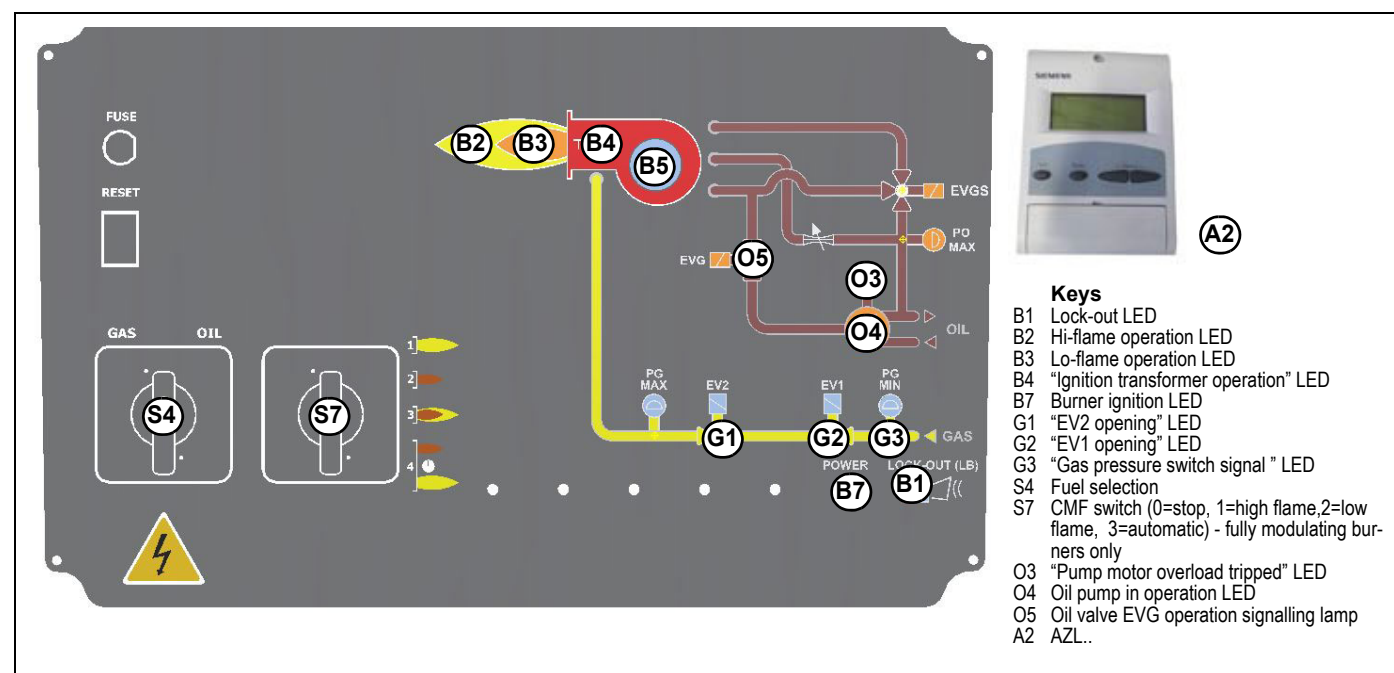 FUSE
RESET
GAS OIL
S4
S7
1
2
3
4
B2
B3
B4
B5
EVGS
PO
MAX
EVG
O5
O3
O4
OIL
PG
MAX
EV2
EV1
PG
MIN
G1
G2
G3
GAS
POWER
LOCK-OUT (LB)
B7
B1
SIEMENS
A2
Keys
B1 Lock-out LED
B2 Hi-flame operation LED
B3 Lo-flame operation LED
B4 “Ignition transformer operation” LED
B7 Burner ignition LED
G1 “EV2 opening” LED
G2 “EV1 opening” LED
G3 “Gas pressure switch signal ” LED
S4 Fuel selection
S7 CMF switch (0=stop, 1=high flame,2=low
flame, 3=automatic) - fully modulating bur-
ners only
O3 “Pump motor overload tripped” LED
O4 Oil pump in operation LED
O5 Oil valve EVG operation signalling lamp
A2 AZL..